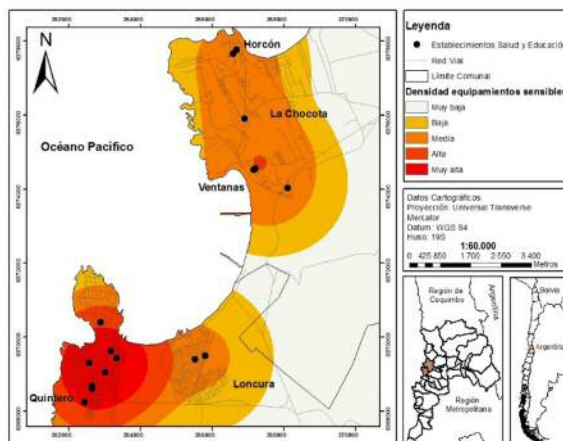 N
Horcón
La Chocota
Océano Pacífico
Ventanas
Quintero
Loncura
Leyenda
Establecimientos Salud y Educación
Red Vial
Límite Comunal
Densidad equipamientos sensibles
Muy baja
Baja
Media
Alta
Muy alta
Datos Cartográficos
Proyección: Universal Transverse
Mercator
Datum: WGS 84
Huso: 19S
1:60.000
0 425 850 1.700 2.550 3.400
Metros
Región de
Coquimbo
Argentina
Región
Metropolitana
Bolivia
Argentina